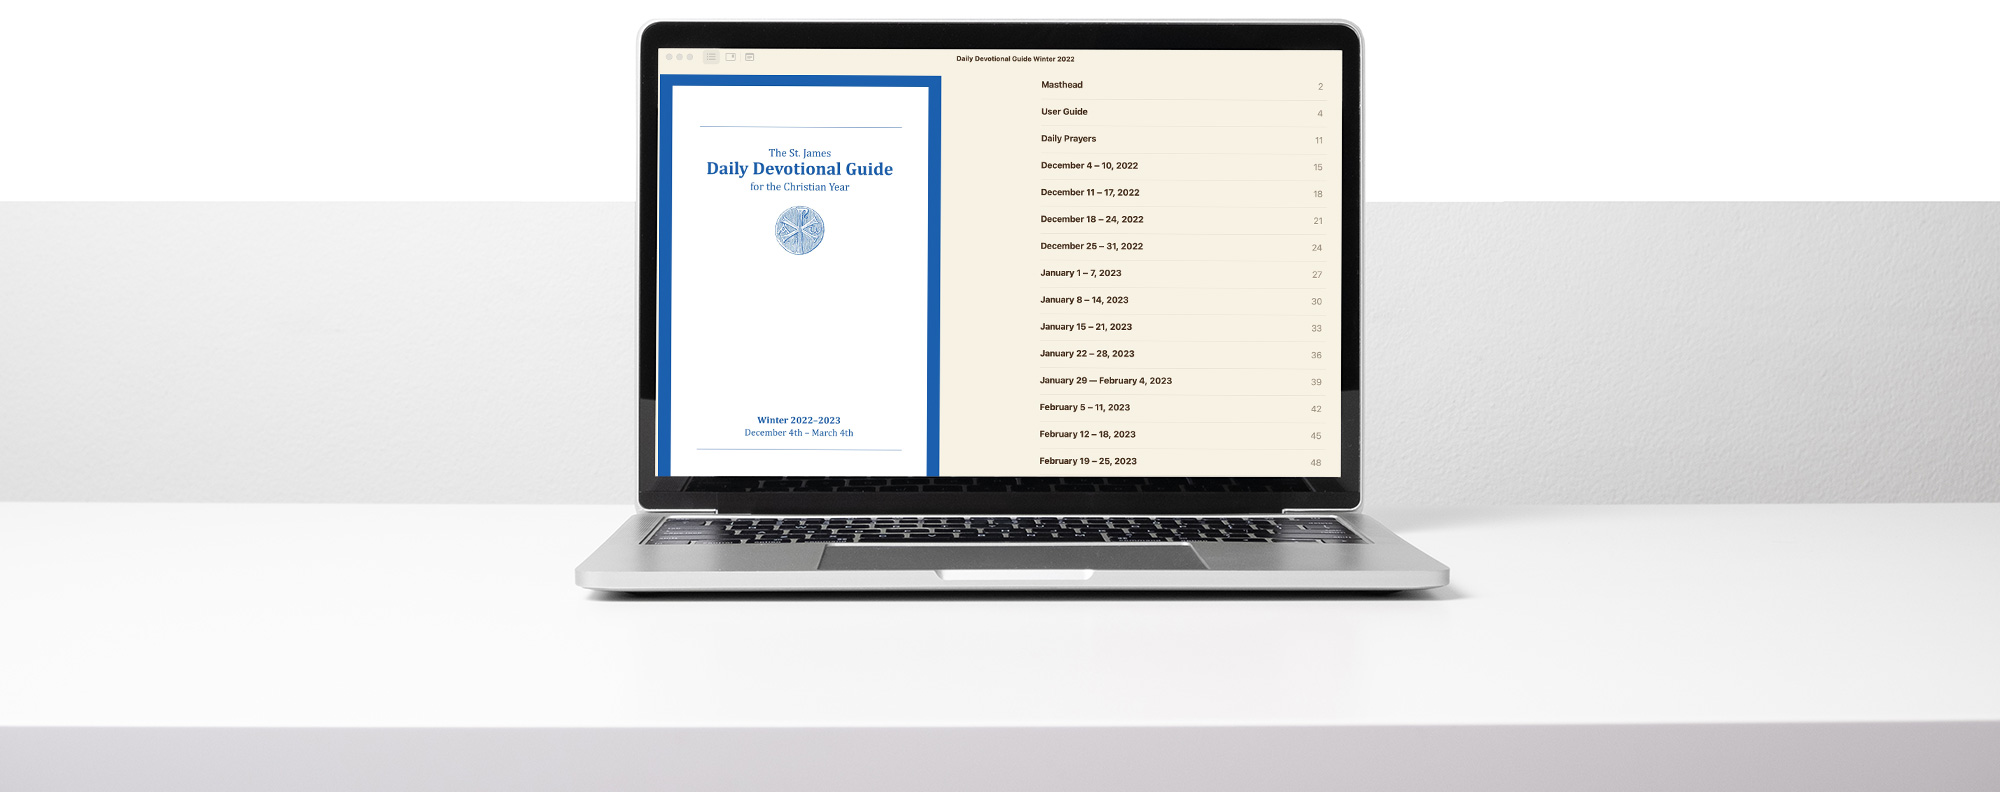 Daily Devotional Guide Winter 2022
The St. James
Daily Devotional Guide
for the Christian Year
Winter 2022–2023
December 4th – March 4th
Masthead 2
User Guide 4
Daily Prayers 11
December 4 – 10, 2022 15
December 11 – 17, 2022 18
December 18 – 24, 2022 21
December 25 – 31, 2022 24
January 1 – 7, 2023 27
January 8 – 14, 2023 30
January 15 – 21, 2023 33
January 22 – 28, 2023 36
January 29 — February 4, 2023 39
February 5 – 11, 2023 42
February 12 – 18, 2023 45
February 19 – 25, 2023 48